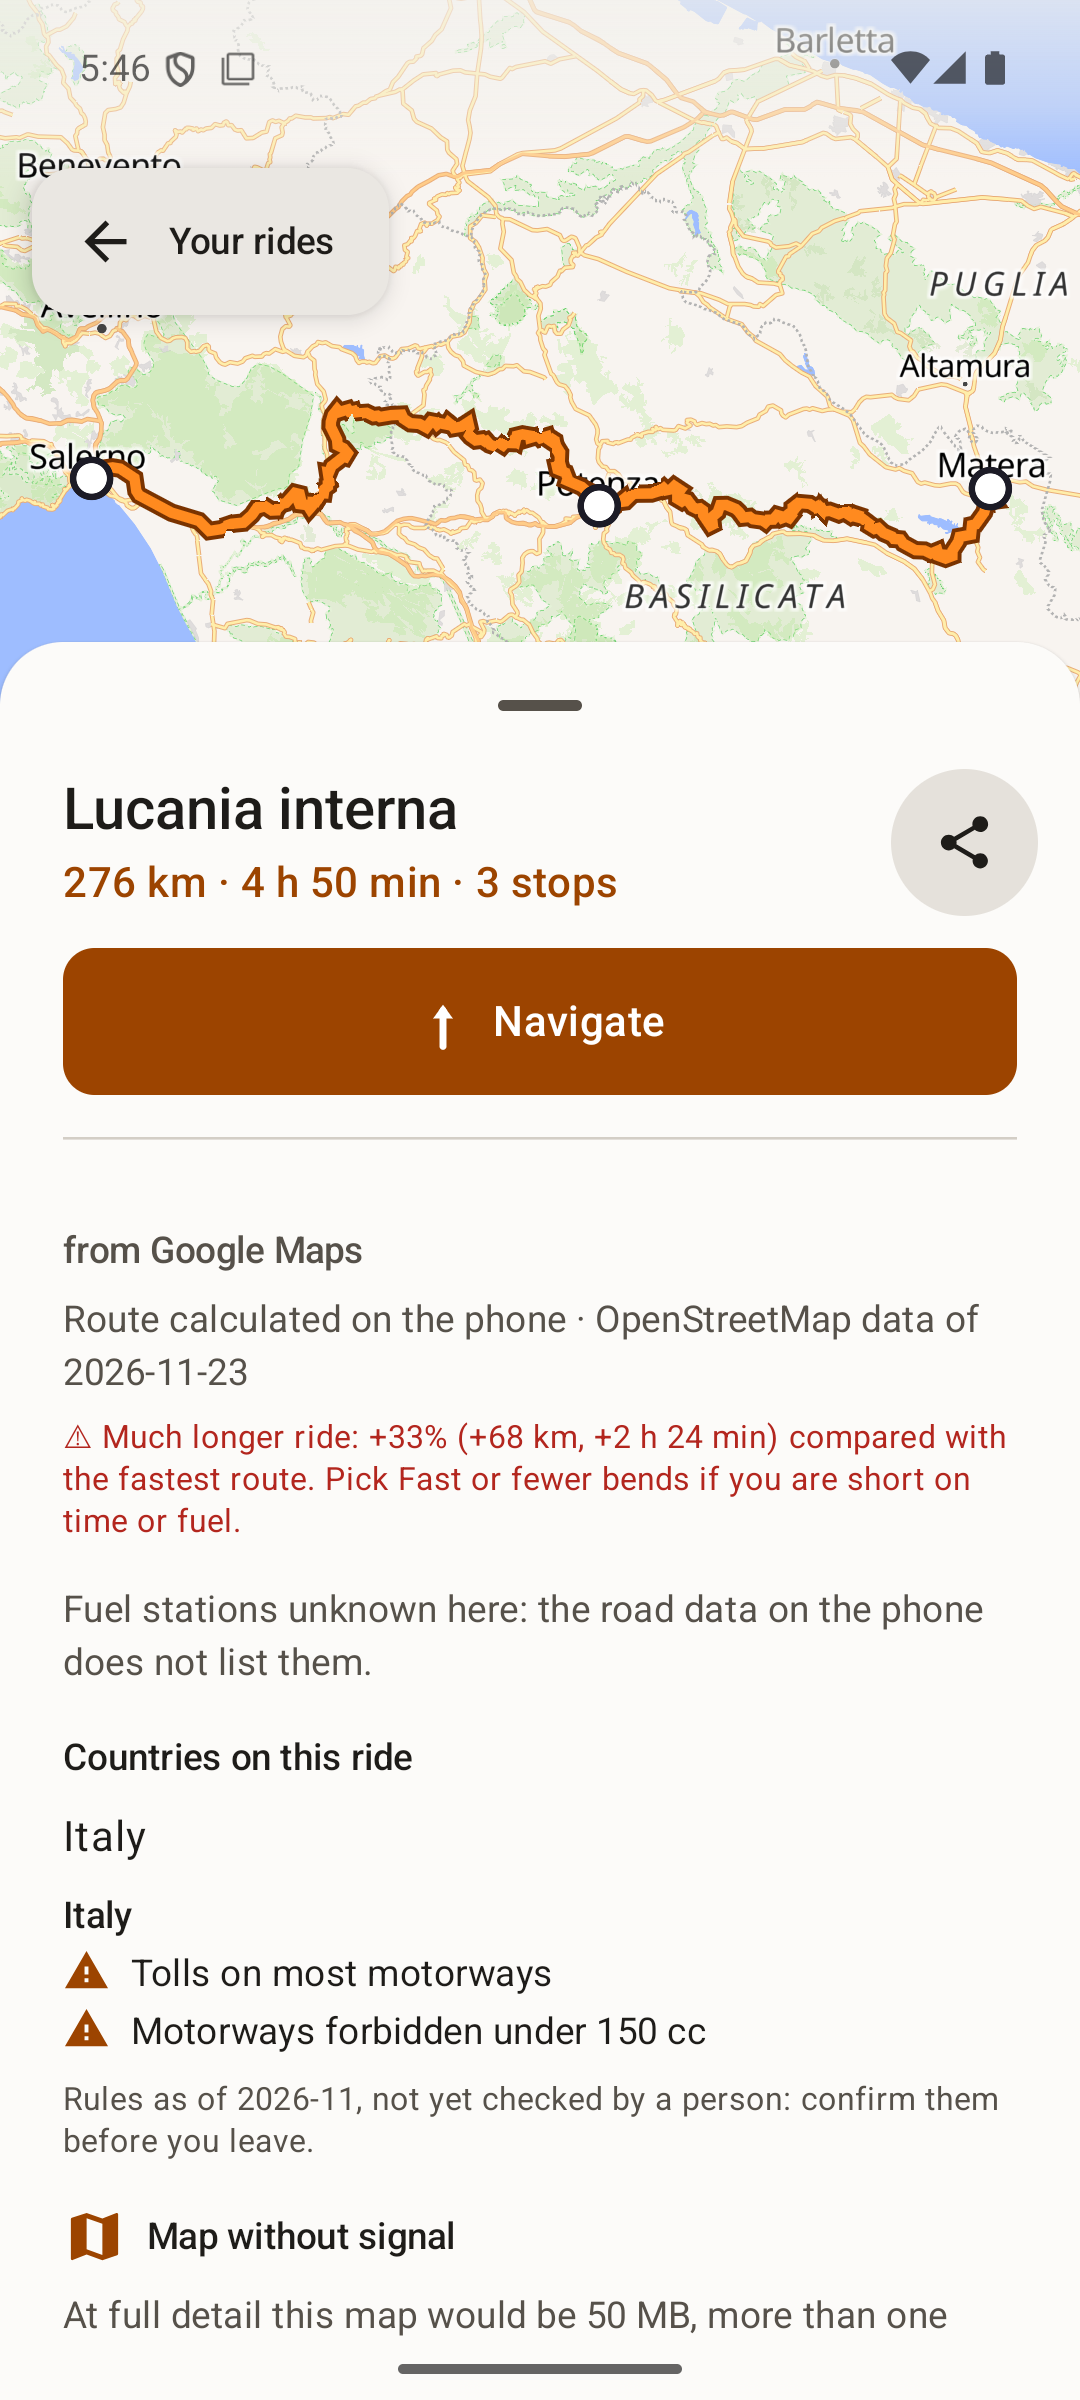 Barletta
5:46
Benevento
Your rides
Avellino
PUGLIA
Altamura
Salerno
Matera
Potenza
BASILICATA
Lucania interna
276 km · 4 h 50 min · 3 stops
Navigate
from Google Maps
Route calculated on the phone · OpenStreetMap data of
2026-11-23
⚠ Much longer ride: +33% (+68 km, +2 h 24 min) compared with
the fastest route. Pick Fast or fewer bends if you are short on
time or fuel.
Fuel stations unknown here: the road data on the phone
does not list them.
Countries on this ride
Italy
Italy
Tolls on most motorways
Motorways forbidden under 150 cc
Rules as of 2026-11, not yet checked by a person: confirm them
before you leave.
Map without signal
At full detail this map would be 50 MB, more than one